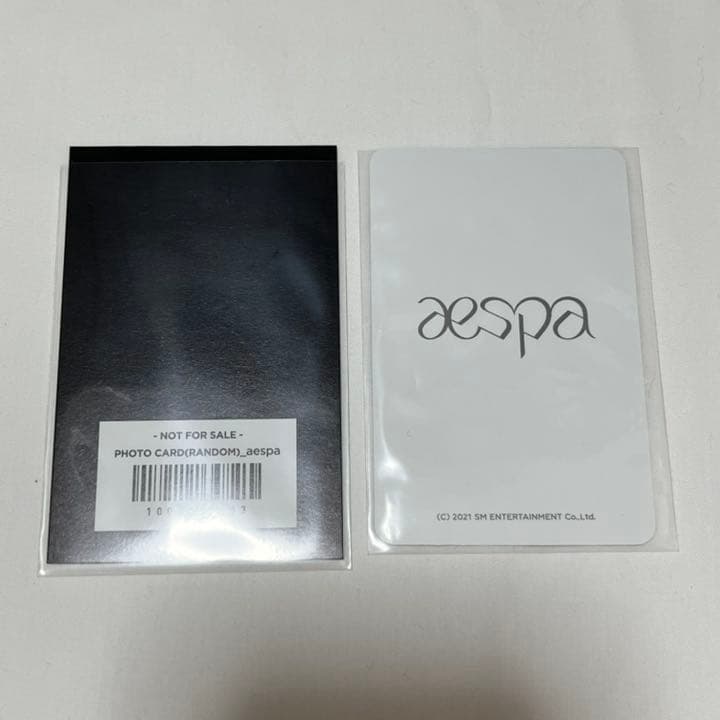 - NOT FOR SALE -
PHOTO CARD(RANDOM)_aespa
aespa
(C) 2021 SM ENTERTAINMENT Co.,Ltd.